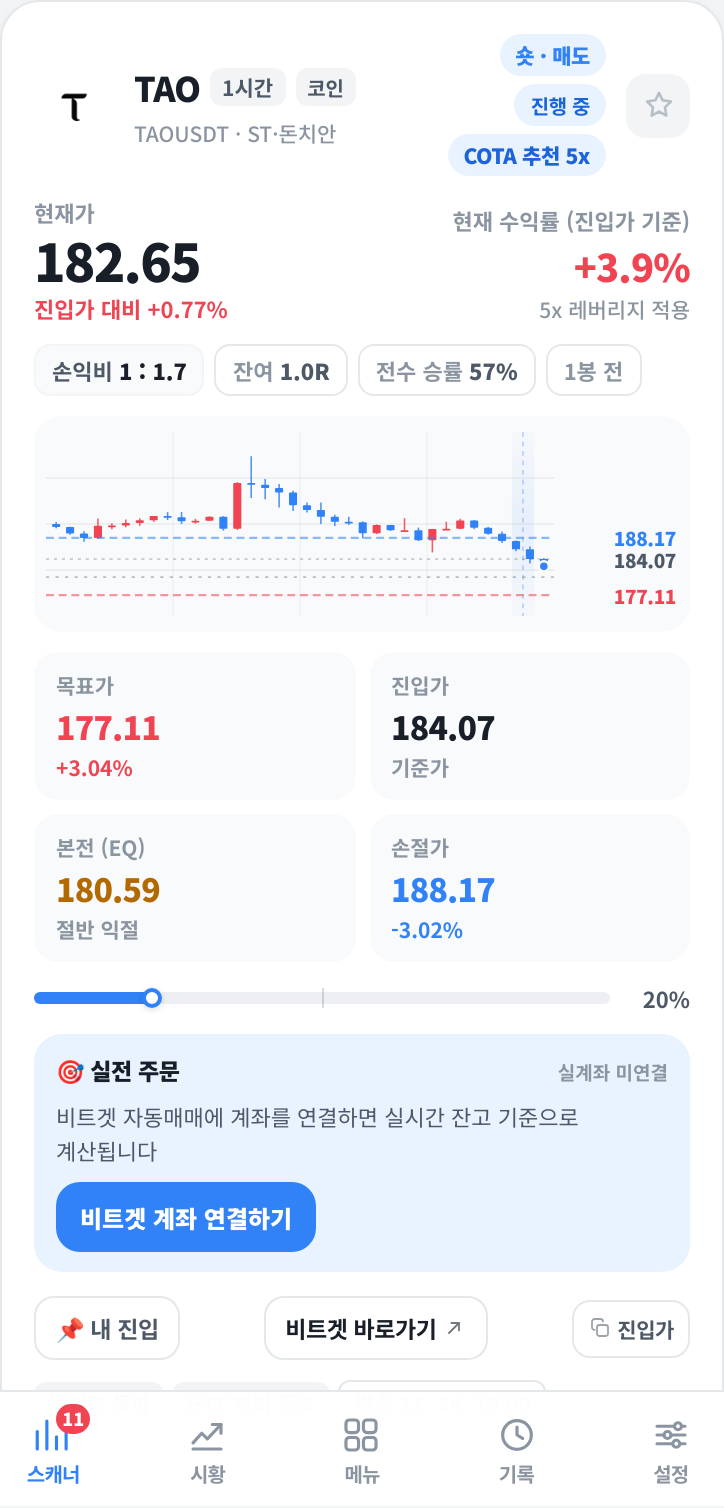 TAO 1시간 코인
TAOUSDT · ST·돈치안
숏 · 매도
진행 중
COTA 추천 5x
현재가
182.65
진입가 대비 +0.77%
현재 수익률 (진입가 기준)
+3.9%
5x 레버리지 적용
손익비 1 : 1.7
잔여 1.0R
전수 승률 57%
1봉 전
188.17
184.07
177.11
목표가
177.11
+3.04%
진입가
184.07
기준가
본전 (EQ)
180.59
절반 익절
손절가
188.17
-3.02%
20%
🎯 실전 주문
실계좌 미연결
비트겟 자동매매에 계좌를 연결하면 실시간 잔고 기준으로
계산됩니다
비트겟 계좌 연결하기
📌 내 진입
비트겟 바로가기 ↗
진입가
11
스캐너
시황
메뉴
기록
설정